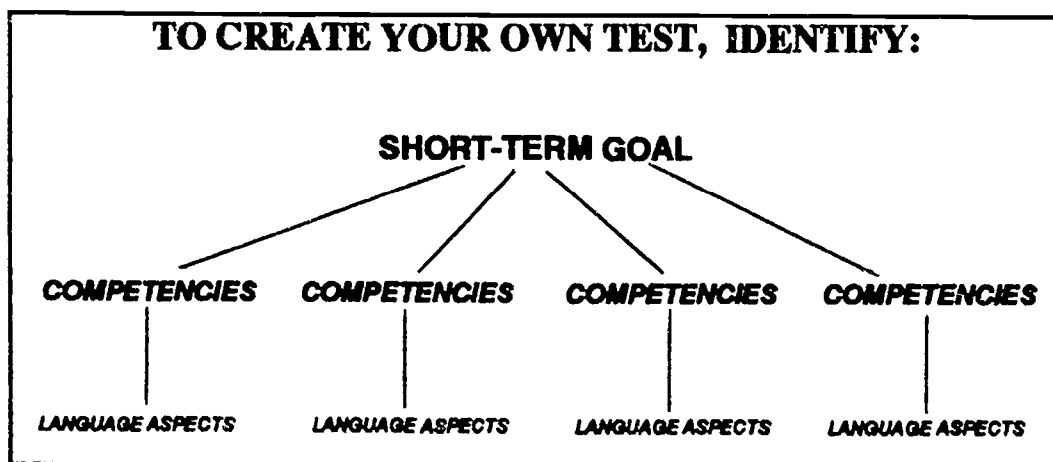 TO CREATE YOUR OWN TEST, IDENTIFY:
SHORT-TERM GOAL
COMPETENCIES COMPETENCIES COMPETENCIES COMPETENCIES
LANGUAGE ASPECTS LANGUAGE ASPECTS LANGUAGE ASPECTS LANGUAGE ASPECTS